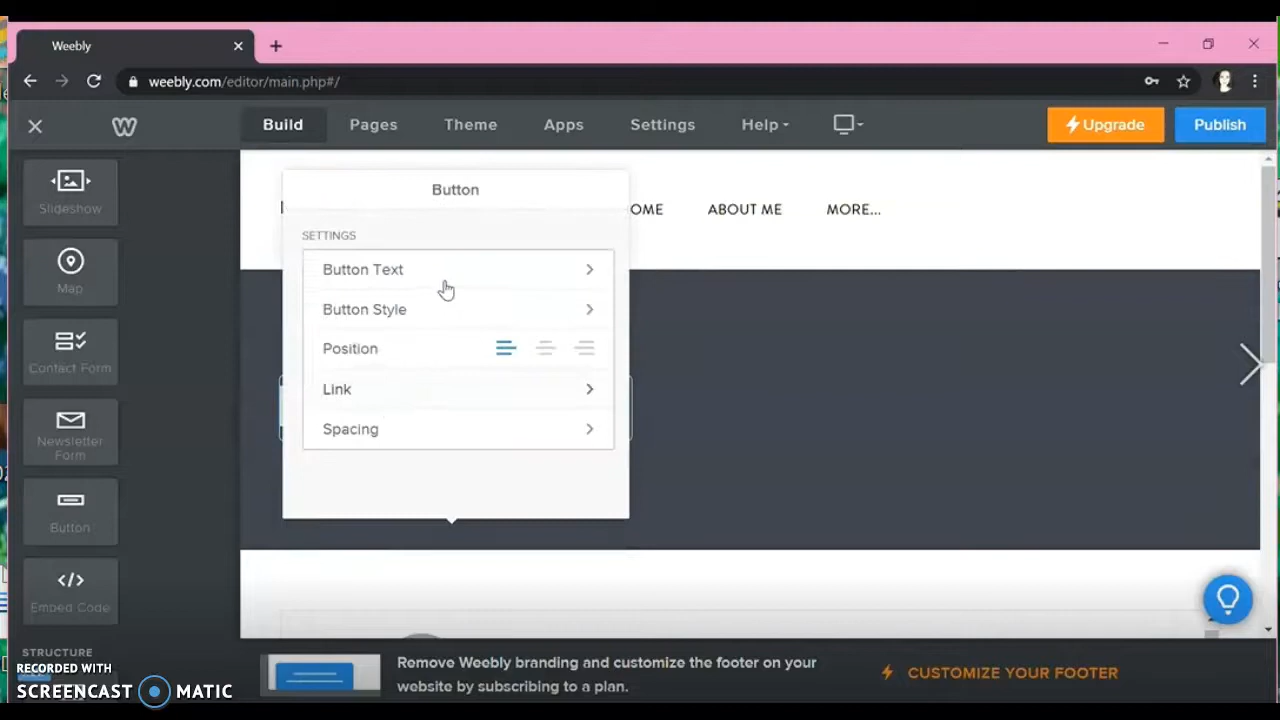 Weebly
weebly.com/editor/main.php#/
Build Pages Theme Apps Settings Help Upgrade Publish
Slideshow
Map
Contact Form
Newsletter
Form
Button
Embed Code
STRUCTURE
Button
SETTINGS
Button Text
Button Style
Position
Link
Spacing
OME ABOUT ME MORE...
Remove Weebly branding and customize the footer on your
website by subscribing to a plan.
CUSTOMIZE YOUR FOOTER
RECORDED WITH
SCREENCAST MATIC